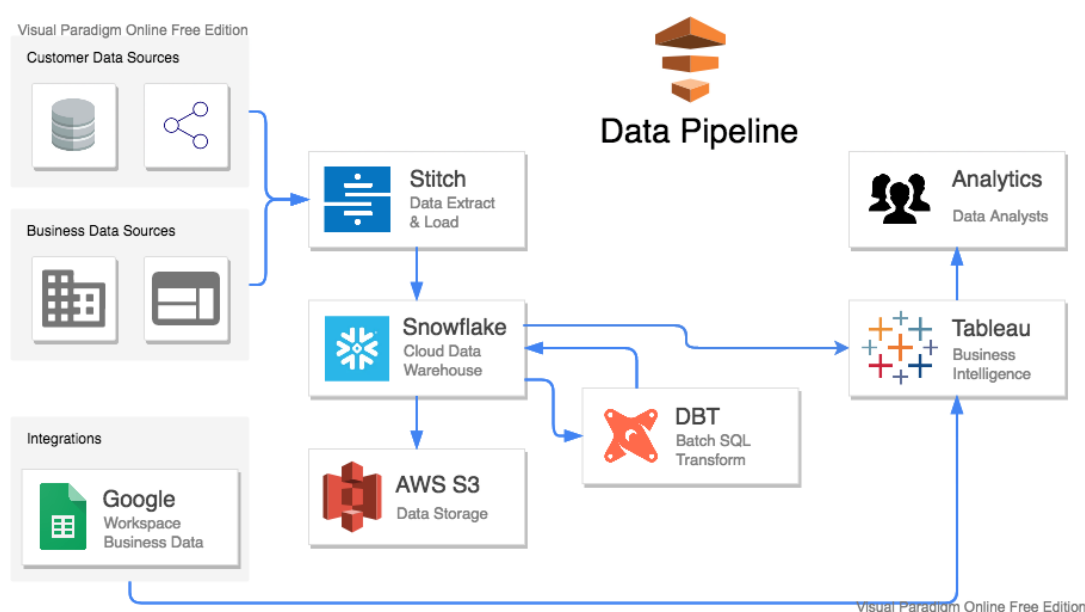 Visual Paradigm Online Free Edition
Customer Data Sources
Data Pipeline
Stitch
Data Extract
& Load
Analytics
Data Analysts
Business Data Sources
Snowflake
Cloud Data
Warehouse
Tableau
Business
Intelligence
DBT
Batch SQL
Transform
Integrations
Google
Workspace
Business Data
AWS S3
Data Storage
Visual Paradigm Online Free Edition